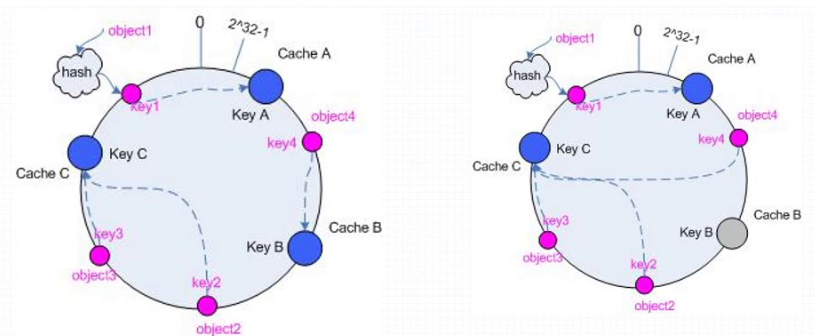 object1
0
2^32-1
Cache A
hash
key1
Key A
object4
key4
Key C
Cache C
Cache B
key3
Key B
object3
key2
object2
object1
0
2^32-1
Cache A
hash
key1
Key A
object4
key4
Key C
Cache C
Cache B
key3
Key B
object3
key2
object2